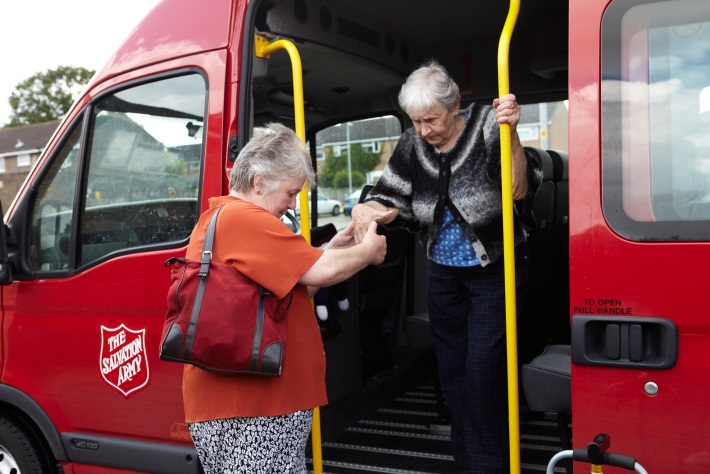 THE
SALVATION
ARMY
TO OPEN
PULL HANDLE